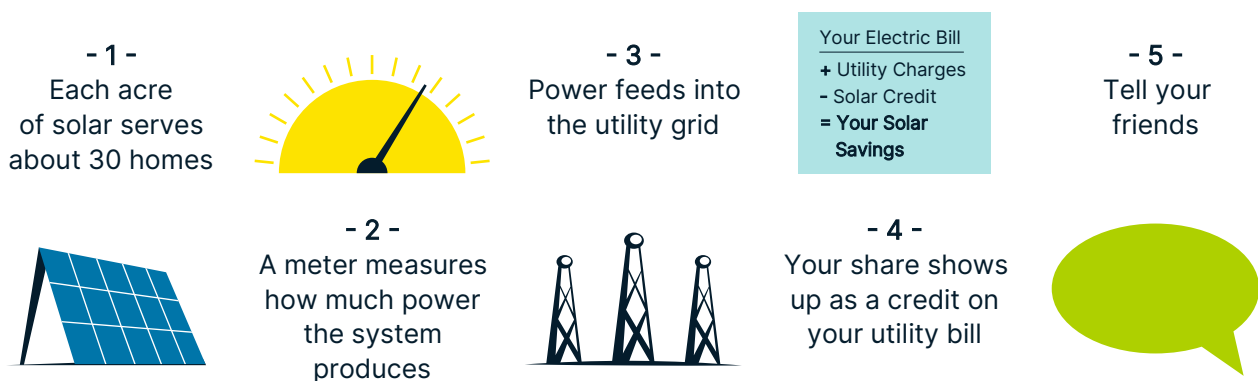 - 1 -
Each acre
of solar serves
about 30 homes
- 2 -
A meter measures
how much power
the system
produces
- 3 -
Power feeds into
the utility grid
Your Electric Bill
+ Utility Charges
- Solar Credit
= Your Solar
Savings
- 4 -
Your share shows
up as a credit on
your utility bill
- 5 -
Tell your
friends